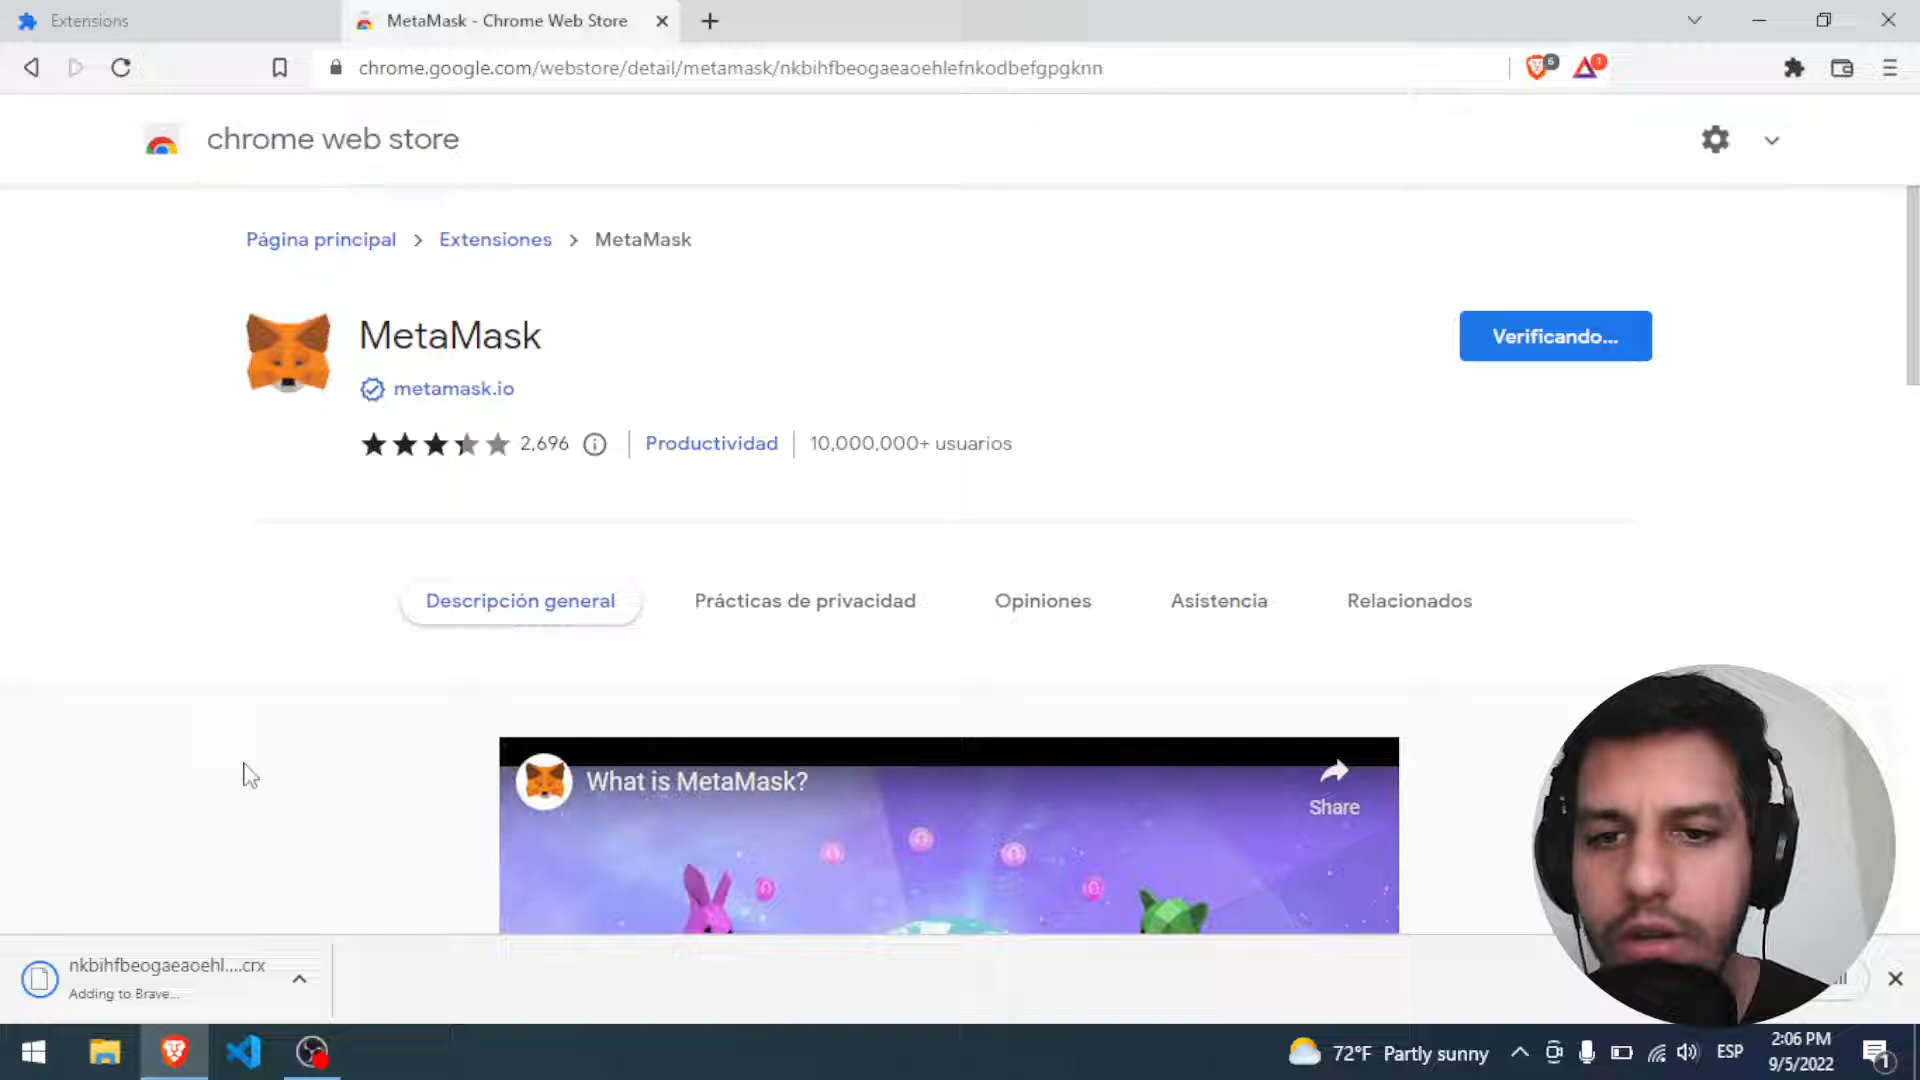 Extensions
MetaMask - Chrome Web Store
chrome.google.com/webstore/detail/metamask/nkbihfbeogaeaoehlefnkodbefgpgknn
6
1
chrome web store
Página principal > Extensiones > MetaMask
MetaMask
Verificando...
metamask.io
2,696
Productividad
10,000,000+ usuarios
Descripción general
Prácticas de privacidad
Opiniones
Asistencia
Relacionados
What is MetaMask?
Share
nkbihfbeogaeaoehl....crx
Adding to Brave...
72°F Partly sunny
ESP
2:06 PM
9/5/2022
1